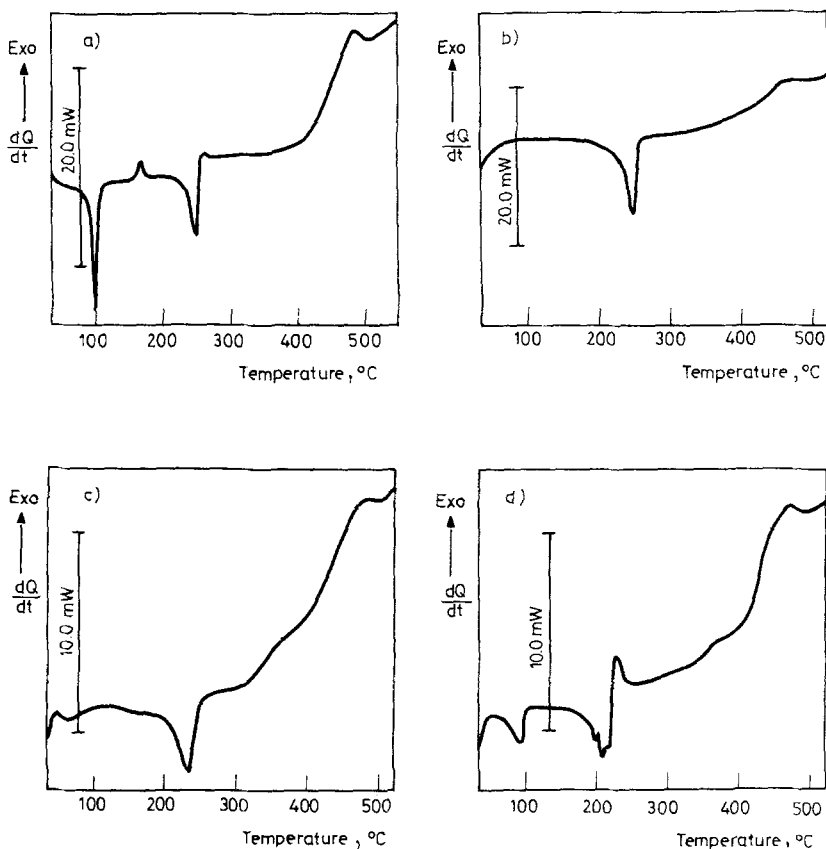 a)
Exo
dQ
dt
20.0 mW
100 200 300 400 500
Temperature, °C
b)
Exo
dQ
dt
20.0 mW
100 200 300 400 500
Temperature, °C
c)
Exo
dQ
dt
10.0 mW
100 200 300 400 500
Temperature, °C
d)
Exo
dQ
dt
10.0 mW
100 200 300 400 500
Temperature, °C